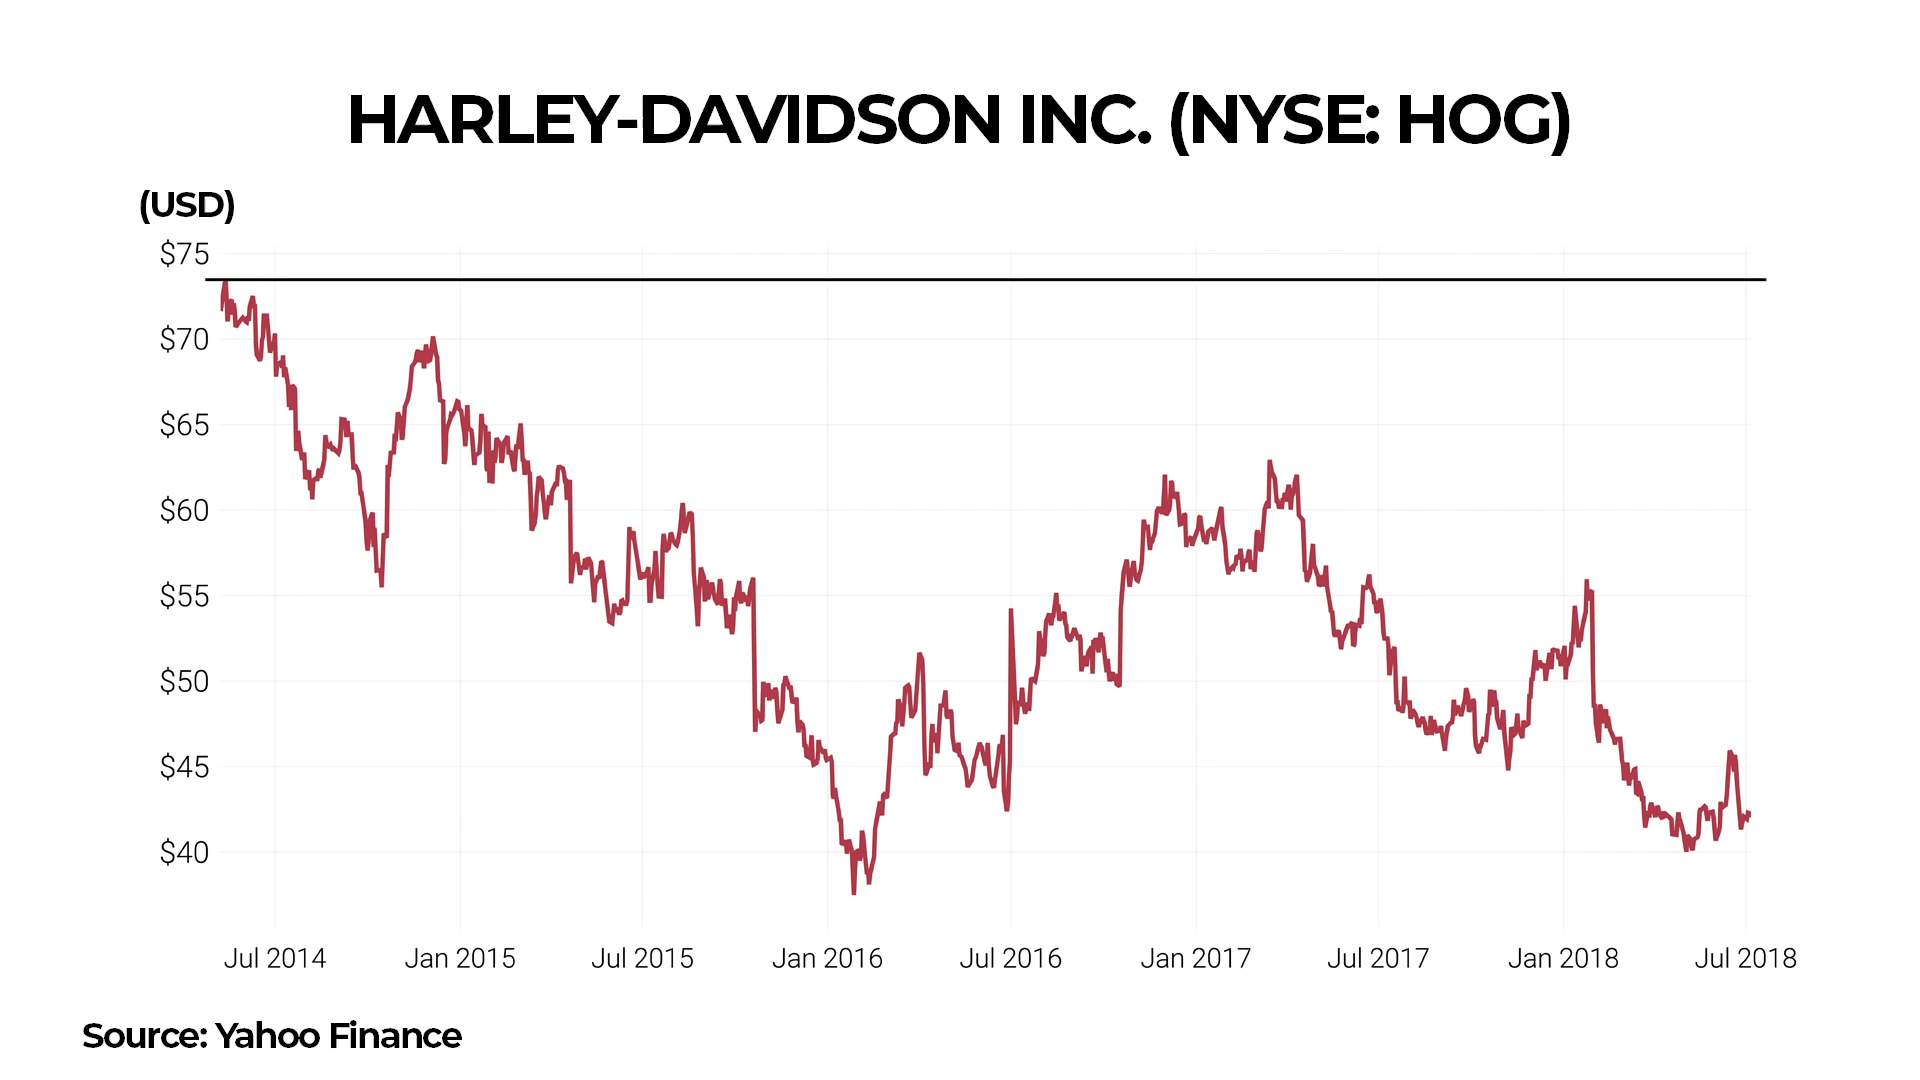 HARLEY-DAVIDSON INC. (NYSE: HOG)
(USD)
$75
$70
$65
$60
$55
$50
$45
$40
Jul 2014 Jan 2015 Jul 2015 Jan 2016 Jul 2016 Jan 2017 Jul 2017 Jan 2018 Jul 2018
Source: Yahoo Finance